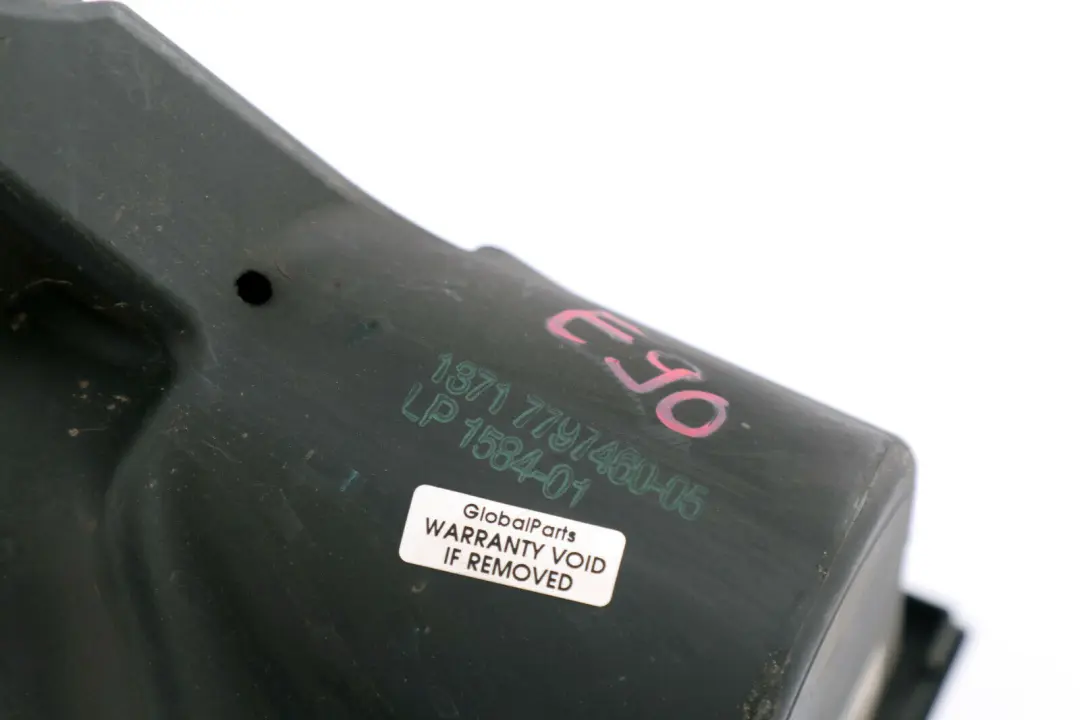 E90
1371 7797460-05
LP 1584-01
GlobalParts
WARRANTY VOID
IF REMOVED